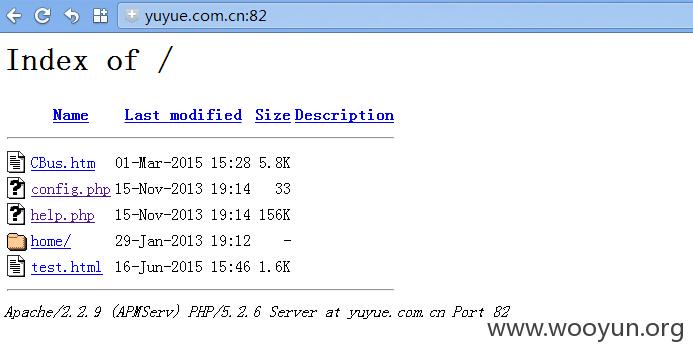 yuyue.com.cn:82
Index of /
Name Last modified Size Description
CBus.htm 01-Mar-2015 15:28 5.8K
config.php 15-Nov-2013 19:14 33
help.php 15-Nov-2013 19:14 156K
home/ 29-Jan-2013 19:12 -
test.html 16-Jun-2015 15:46 1.6K
Apache/2.2.9 (APMServ) PHP/5.2.6 Server at yuyue.com.cn Port 82
www.wooyun.org